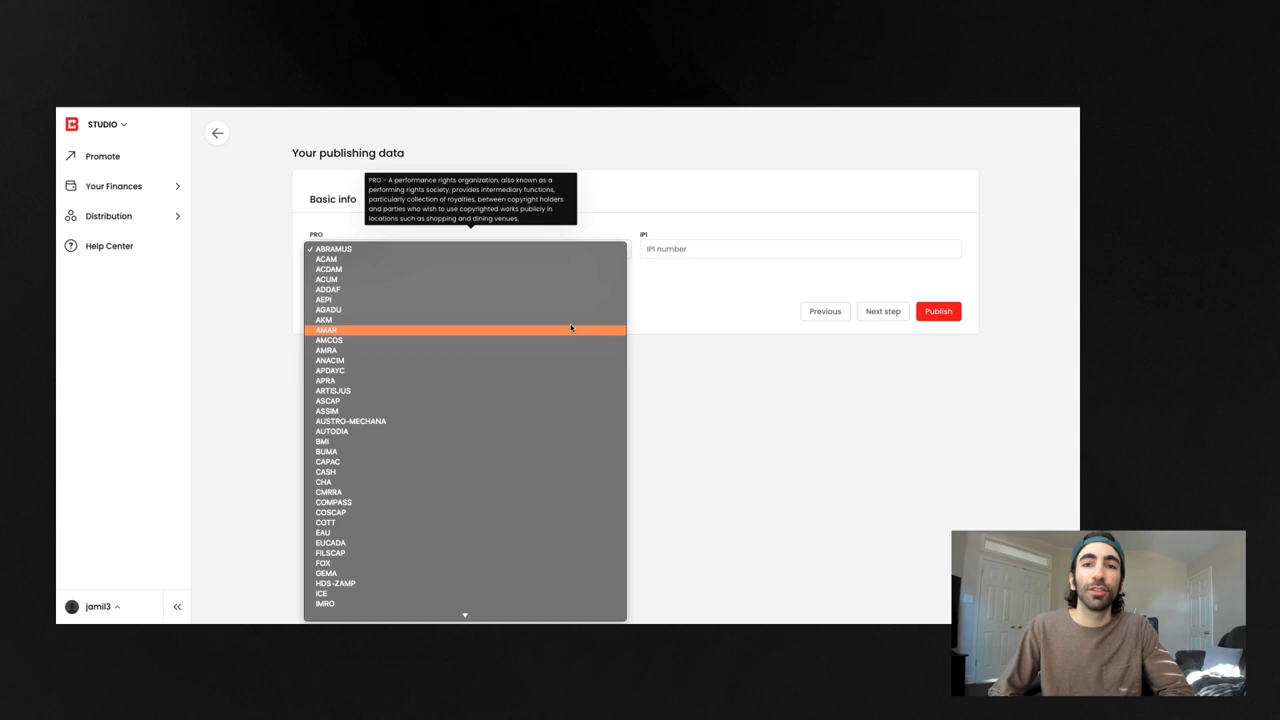 STUDIO
Promote
Your Finances
Distribution
Help Center
jamil3
Your publishing data
Basic info
PRO - A performance rights organization, also known as a
performing rights society, provides intermediary functions,
particularly collection of royalties, between copyright holders
and parties who wish to use copyrighted works publicly in
locations such as shopping and dining venues.
PRO
IPI
IPI number
ABRAMUS
ACAM
ACDAM
ACUM
ADDAF
AEPI
AGADU
AKM
AMAR
AMCOS
AMRA
ANACIM
APDAYC
APRA
ARTISJUS
ASCAP
ASSIM
AUSTRO-MECHANA
AUTODIA
BMI
BUMA
CAPAC
CASH
CHA
CMRRA
COMPASS
COSCAP
COTT
EAU
EUCADA
FILSCAP
FOX
GEMA
HDS-ZAMP
ICE
IMRO
Previous
Next step
Publish